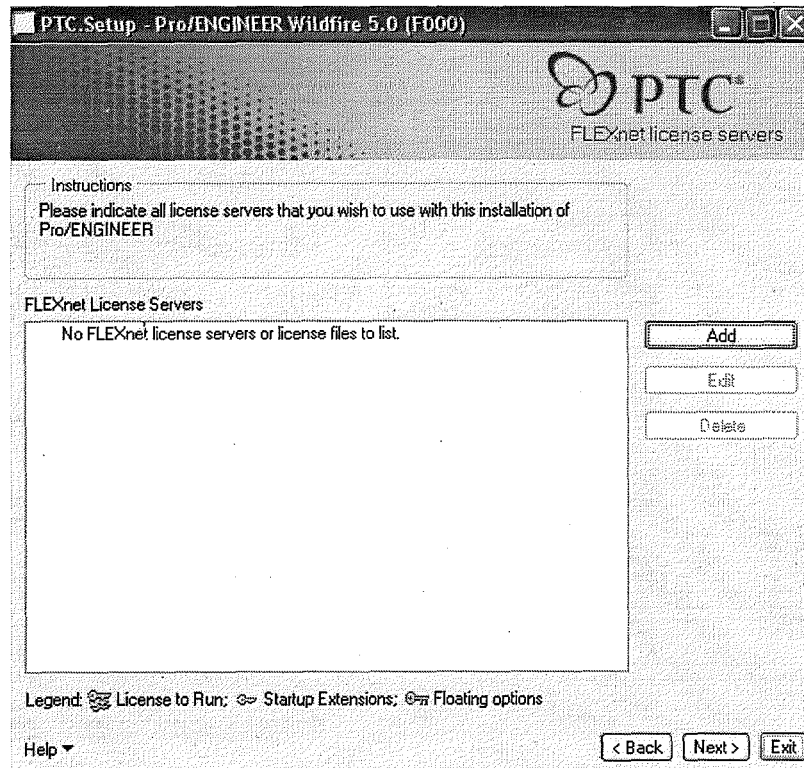 PTC.Setup - Pro/ENGINEER Wildfire 5.0 (F000)
PTC®
FLEXnet license servers
Instructions
Please indicate all license servers that you wish to use with this installation of
Pro/ENGINEER
FLEXnet License Servers
No FLEXnet license servers or license files to list.
Add
Edit
Delete
Legend: License to Run; Startup Extensions; Floating options
Help
< Back
Next >
Exit